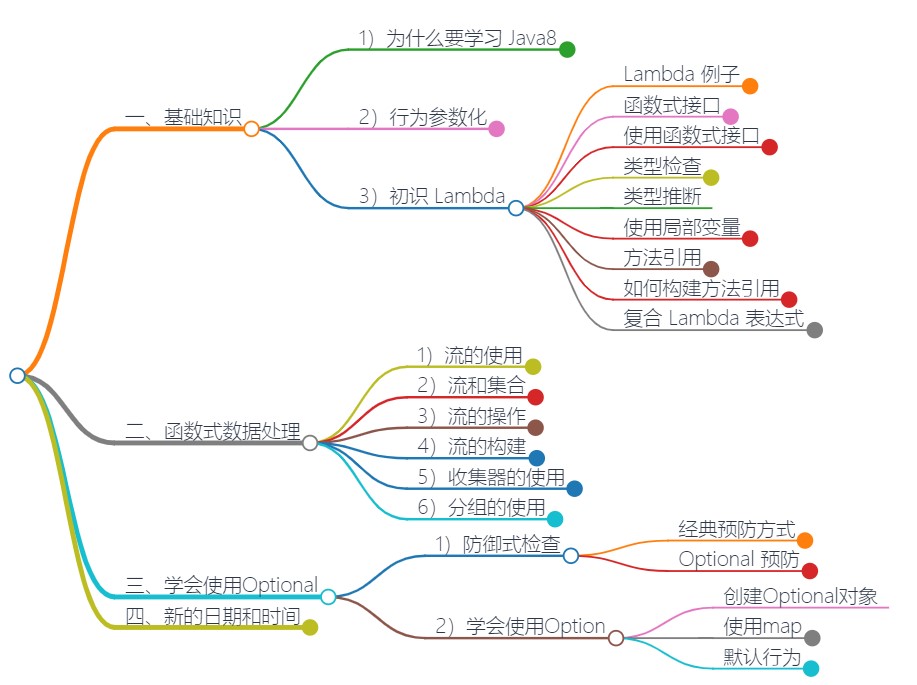 一、基础知识
1）为什么要学习 Java8
2）行为参数化
3）初识 Lambda
Lambda 例子
函数式接口
使用函数式接口
类型检查
类型推断
使用局部变量
方法引用
如何构建方法引用
复合 Lambda 表达式
二、函数式数据处理
1）流的使用
2）流和集合
3）流的操作
4）流的构建
5）收集器的使用
6）分组的使用
三、学会使用Optional
1）防御式检查
经典预防方式
Optional 预防
2）学会使用Option
创建Optional对象
使用map
默认行为
四、新的日期和时间